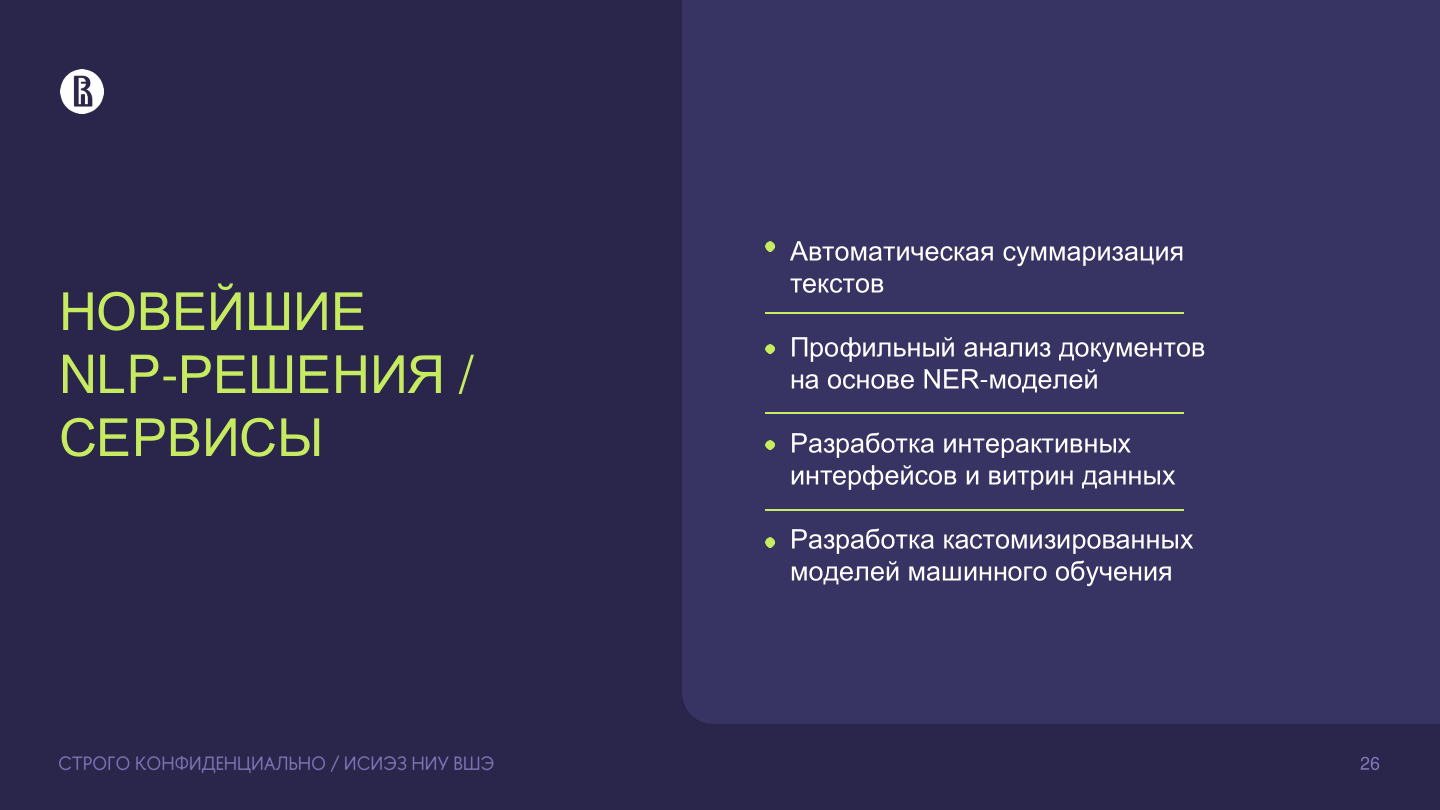 НОВЕЙШИЕ
NLP-РЕШЕНИЯ /
СЕРВИСЫ
Автоматическая суммаризация
текстов
Профильный анализ документов
на основе NER-моделей
Разработка интерактивных
интерфейсов и витрин данных
Разработка кастомизированных
моделей машинного обучения
СТРОГО КОНФИДЕНЦИАЛЬНО / ИСИЭЗ НИУ ВШЭ
26